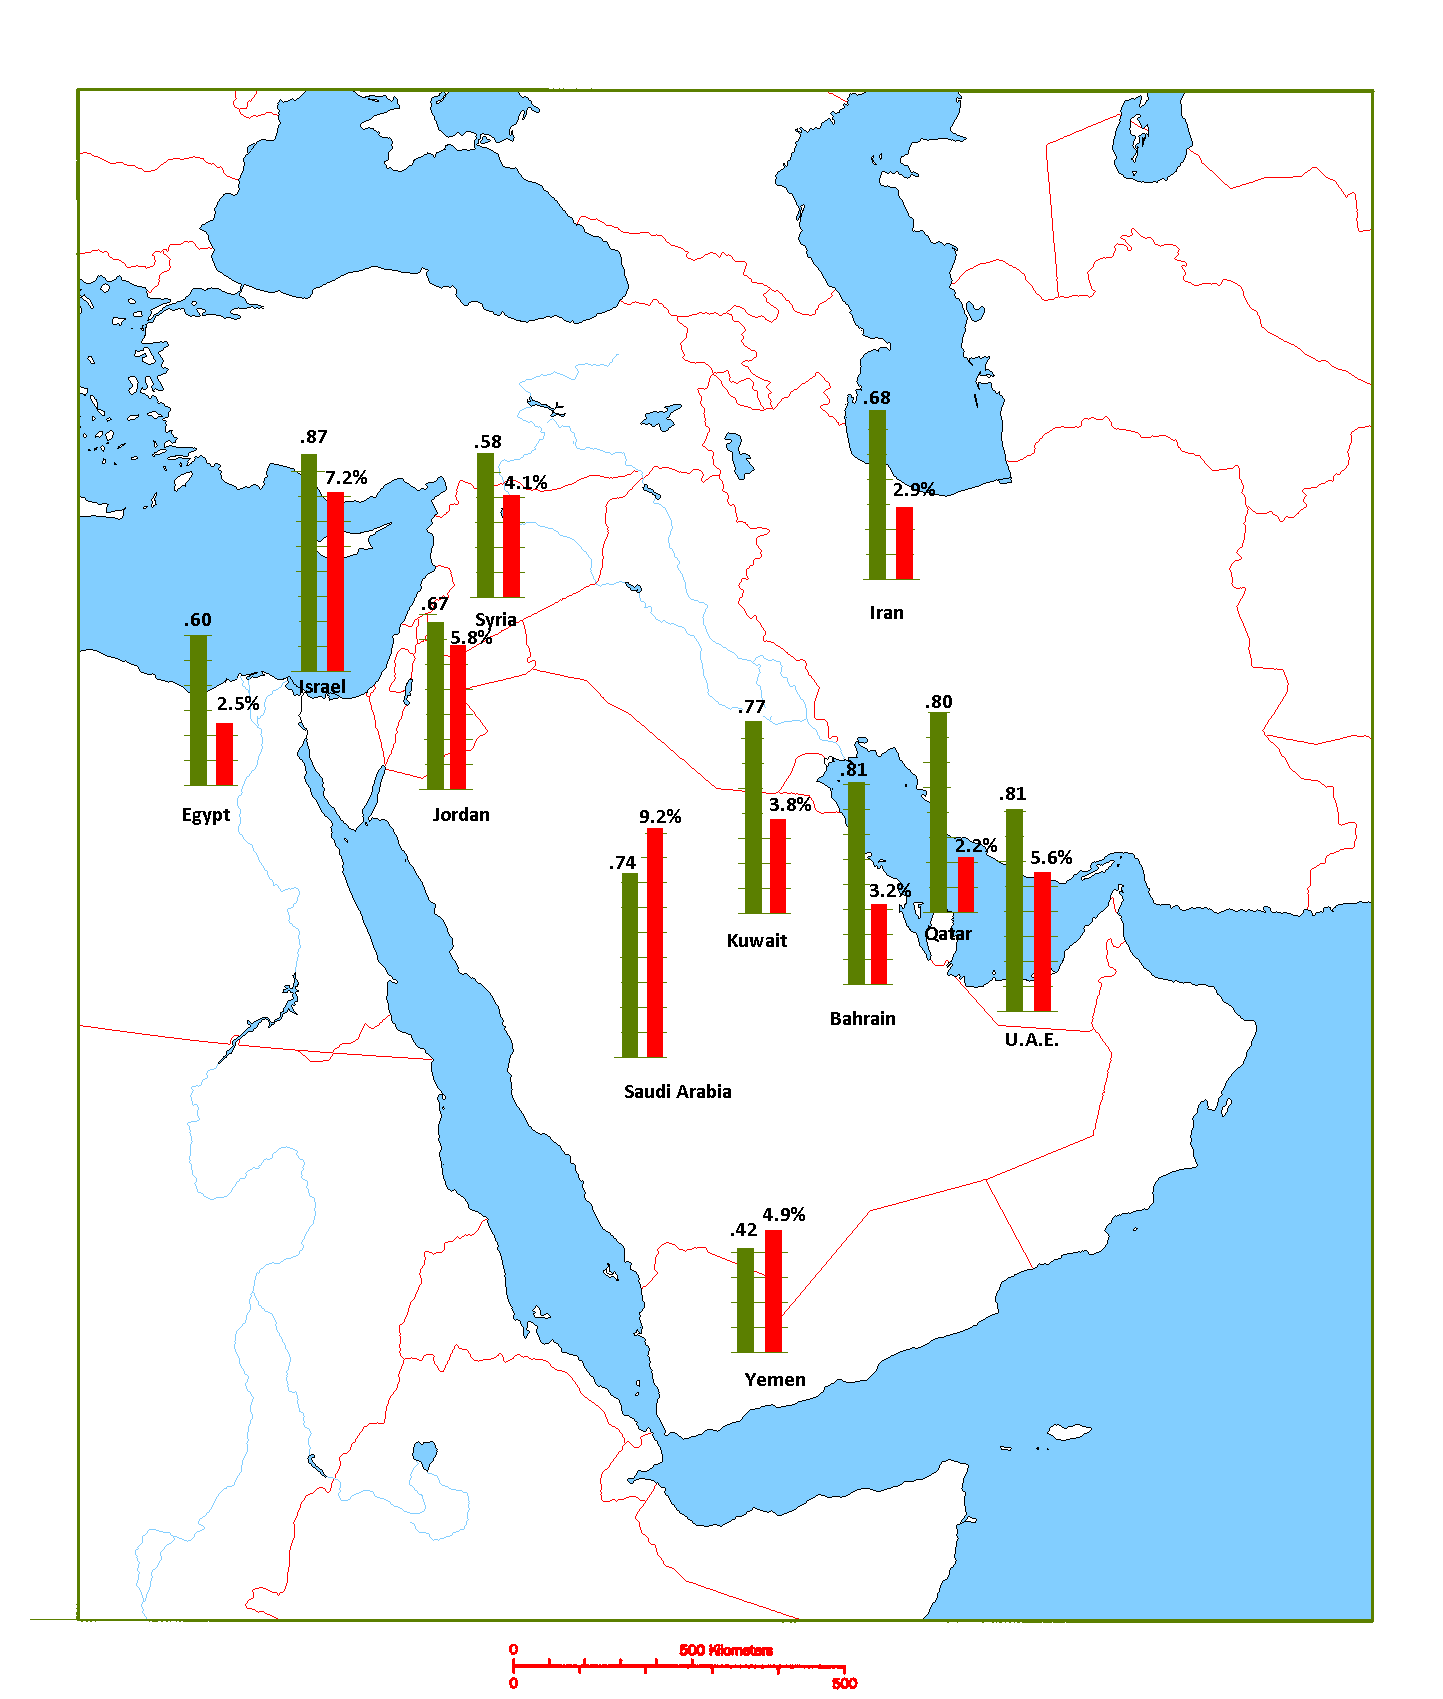 .68
2.9%
Iran
.87
7.2%
Israel
.58
4.1%
Syria
.60
2.5%
Egypt
.67
5.8%
Jordan
.77
3.8%
Kuwait
.81
3.2%
Bahrain
.80
2.2%
Qatar
.81
5.6%
U.A.E.
.74
9.2%
Saudi Arabia
.42
4.9%
Yemen
0 500 Kilometers
0 500